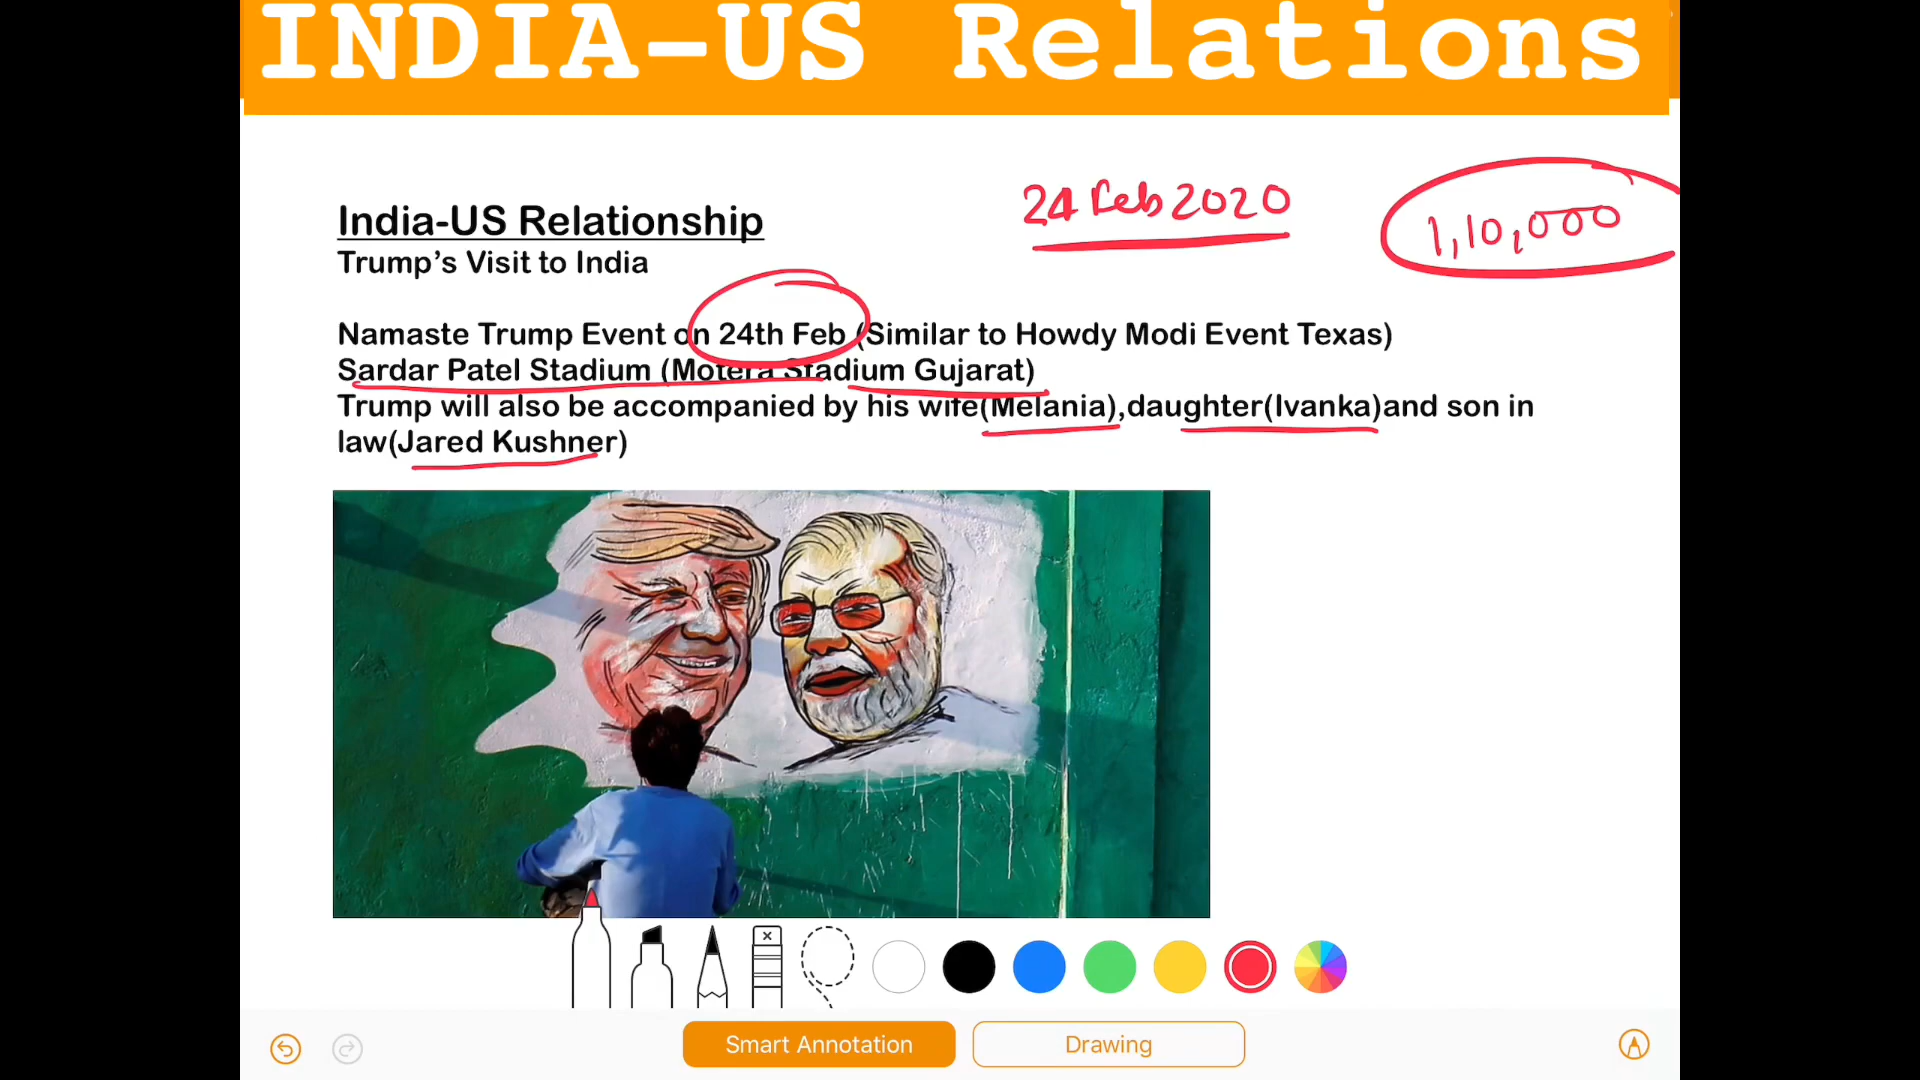 INDIA-US Relations
24 Feb 2020
1,10,000
India-US Relationship
Trump’s Visit to India
Namaste Trump Event on 24th Feb (Similar to Howdy Modi Event Texas)
Sardar Patel Stadium (Motera Stadium Gujarat)
Trump will also be accompanied by his wife(Melania),daughter(Ivanka)and son in
law(Jared Kushner)
Smart Annotation
Drawing